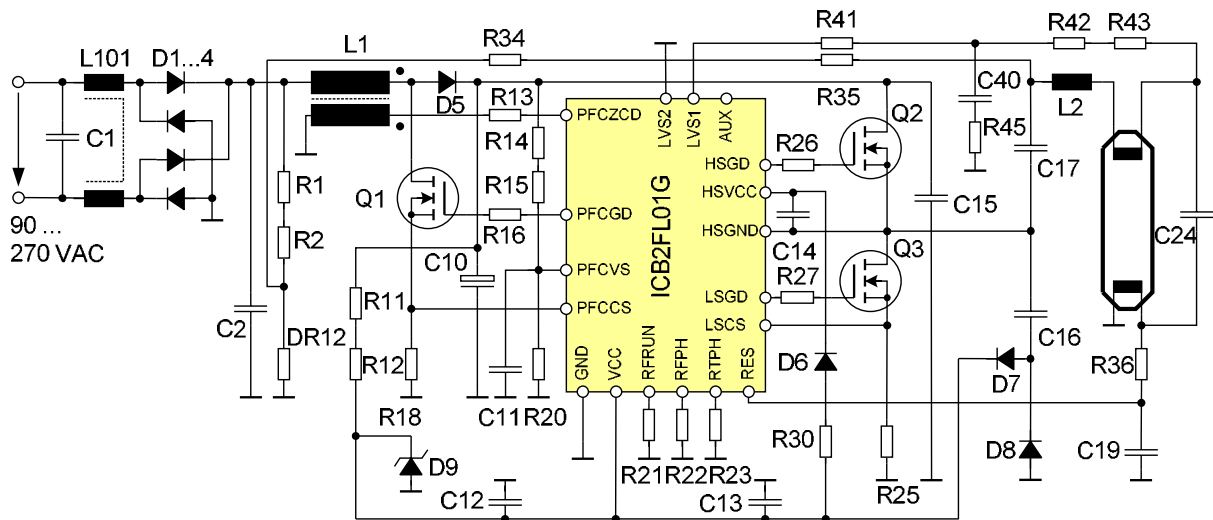 R41
R42
R43
R34
L1
L101
D1...4
C40
D5
R13
R35
Q2
L2
PFCZCD
LVS2
LVS1
AUX
C1
R14
R45
R26
HSGD
C17
R1
R15
HSVCC
Q1
PFCGD
C15
90 ...
270 VAC
R2
R16
C10
ICB2FL01G
HSGND
C14
Q3
C24
PFCVS
R27
LSGD
R11
PFCCS
LSCS
C2
DR12
R12
C16
D6
D7
R36
GND
VCC
RFRUN
RFPH
RTPH
RES
R18
C11
R20
R30
D8
C19
D9
R21
R22
R23
C12
C13
R25